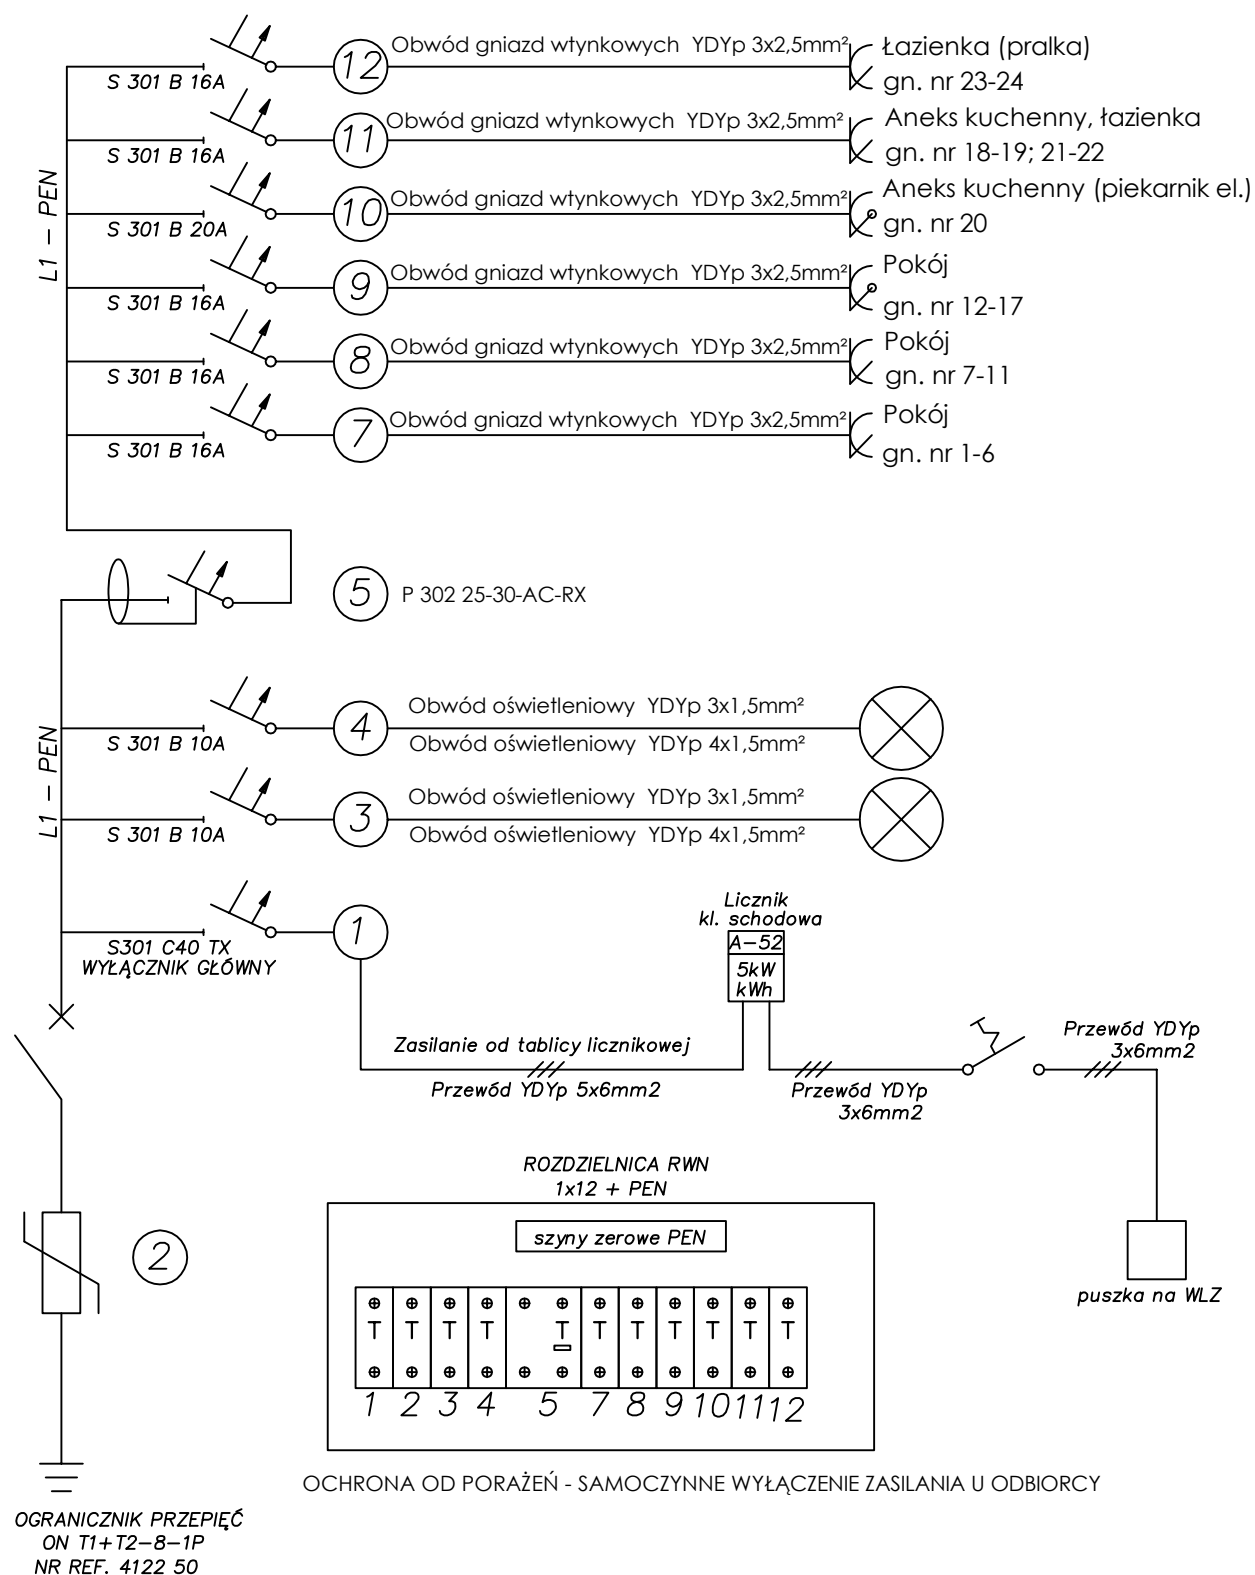 Obwód gniazd wtynkowych YDYp 3x2,5mm²
Łazienka (pralka)
gn. nr 23-24
S 301 B 16A
12
Obwód gniazd wtynkowych YDYp 3x2,5mm²
Aneks kuchenny, łazienka
gn. nr 18-19; 21-22
S 301 B 16A
11
Obwód gniazd wtynkowych YDYp 3x2,5mm²
Aneks kuchenny (piekarnik el.)
gn. nr 20
S 301 B 20A
10
L1 – PEN
Obwód gniazd wtynkowych YDYp 3x2,5mm²
Pokój
gn. nr 12-17
S 301 B 16A
9
Obwód gniazd wtynkowych YDYp 3x2,5mm²
Pokój
gn. nr 7-11
S 301 B 16A
8
Obwód gniazd wtynkowych YDYp 3x2,5mm²
Pokój
gn. nr 1-6
S 301 B 16A
7
5
P 302 25-30-AC-RX
L1 – PEN
Obwód oświetleniowy YDYp 3x1,5mm²
4
S 301 B 10A
Obwód oświetleniowy YDYp 4x1,5mm²
Obwód oświetleniowy YDYp 3x1,5mm²
3
S 301 B 10A
Obwód oświetleniowy YDYp 4x1,5mm²
1
S301 C40 TX
WYŁĄCZNIK GŁÓWNY
Licznik
kl. schodowa
A–52
5kW
kWh
Zasilanie od tablicy licznikowej
Przewód YDYp 5x6mm2
Przewód YDYp
3x6mm2
Przewód YDYp
3x6mm2
puszka na WLZ
ROZDZIELNICA RWN
1x12 + PEN
szyny zerowe PEN
T T T T T T T T T T T
1 2 3 4 5 7 8 9 10 11 12
2
OCHRONA OD PORAŻEŃ - SAMOCZYNNE WYŁĄCZENIE ZASILANIA U ODBIORCY
OGRANICZNIK PRZEPIĘĆ
ON T1+T2–8–1P
NR REF. 4122 50